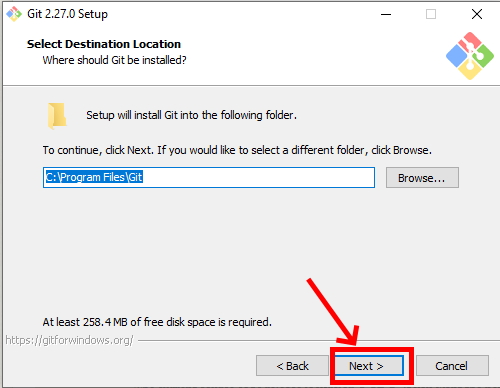 Git 2.27.0 Setup
Select Destination Location
Where should Git be installed?
Setup will install Git into the following folder.
To continue, click Next. If you would like to select a different folder, click Browse.
C:\Program Files\Git
Browse...
At least 258.4 MB of free disk space is required.
https://gitforwindows.org/
< Back
Next >
Cancel